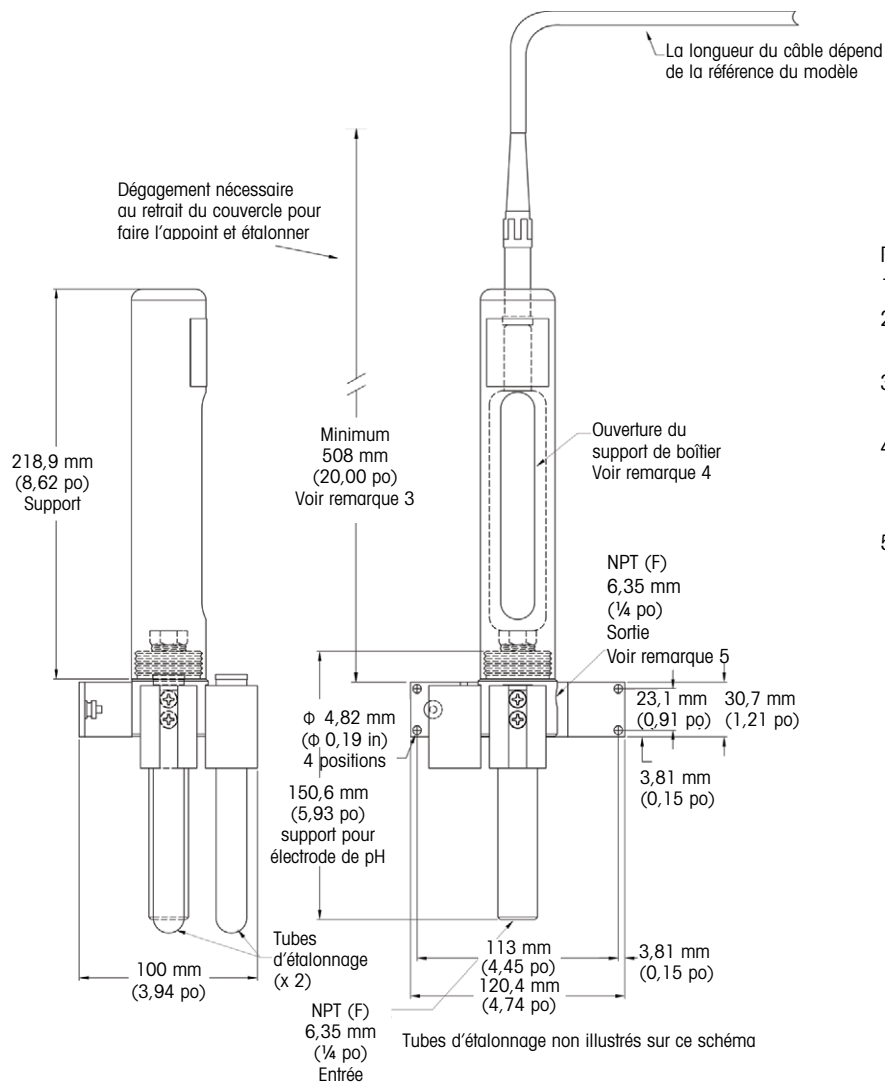 La longueur du câble dépend
de la référence du modèle
Dégagement nécessaire
au retrait du couvercle pour
faire l'appoint et étalonner
2
3
4
5
218,9 mm
(8,62 po)
Support
Minimum
508 mm
(20,00 po)
Voir remarque 3
Ouverture du
support de boîtier
Voir remarque 4
NPT (F)
6,35 mm
(¼ po)
Sortie
Voir remarque 5
Φ 4,82 mm
(Φ 0,19 in)
4 positions
23,1 mm
(0,91 po)
30,7 mm
(1,21 po)
3,81 mm
(0,15 po)
150,6 mm
(5,93 po)
support pour
électrode de pH
Tubes
d'étalonnage
(x 2)
100 mm
(3,94 po)
113 mm
(4,45 po)
120,4 mm
(4,74 po)
3,81 mm
(0,15 po)
NPT (F)
6,35 mm
(¼ po)
Entrée
Tubes d'étalonnage non illustrés sur ce schéma